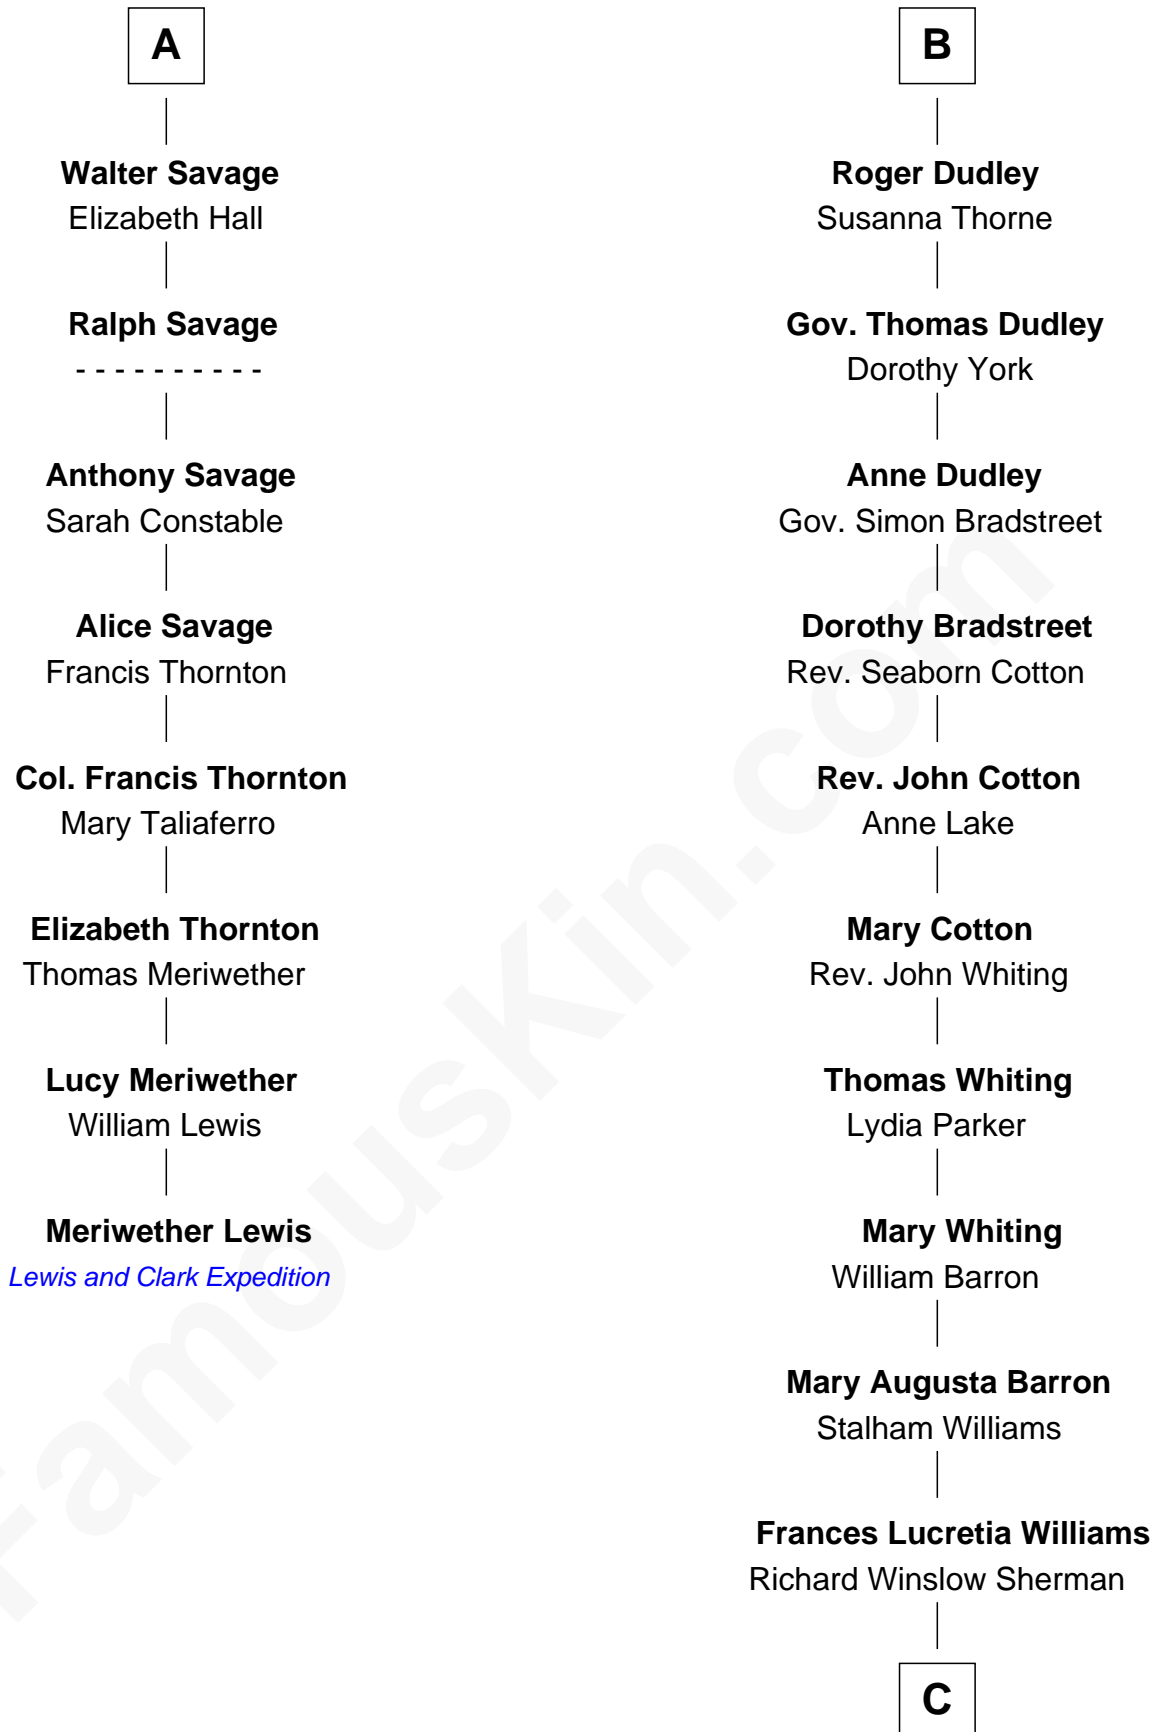 A
Walter Savage
Elizabeth Hall
Ralph Savage
- - - - - - - - - -
Anthony Savage
Sarah Constable
Alice Savage
Francis Thornton
Col. Francis Thornton
Mary Taliaferro
Elizabeth Thornton
Thomas Meriwether
Lucy Meriwether
William Lewis
Meriwether Lewis
Lewis and Clark Expedition
B
Roger Dudley
Susanna Thorne
Gov. Thomas Dudley
Dorothy York
Anne Dudley
Gov. Simon Bradstreet
Dorothy Bradstreet
Rev. Seaborn Cotton
Rev. John Cotton
Anne Lake
Mary Cotton
Rev. John Whiting
Thomas Whiting
Lydia Parker
Mary Whiting
William Barron
Mary Augusta Barron
Stalham Williams
Frances Lucretia Williams
Richard Winslow Sherman
C
FamousKin.com